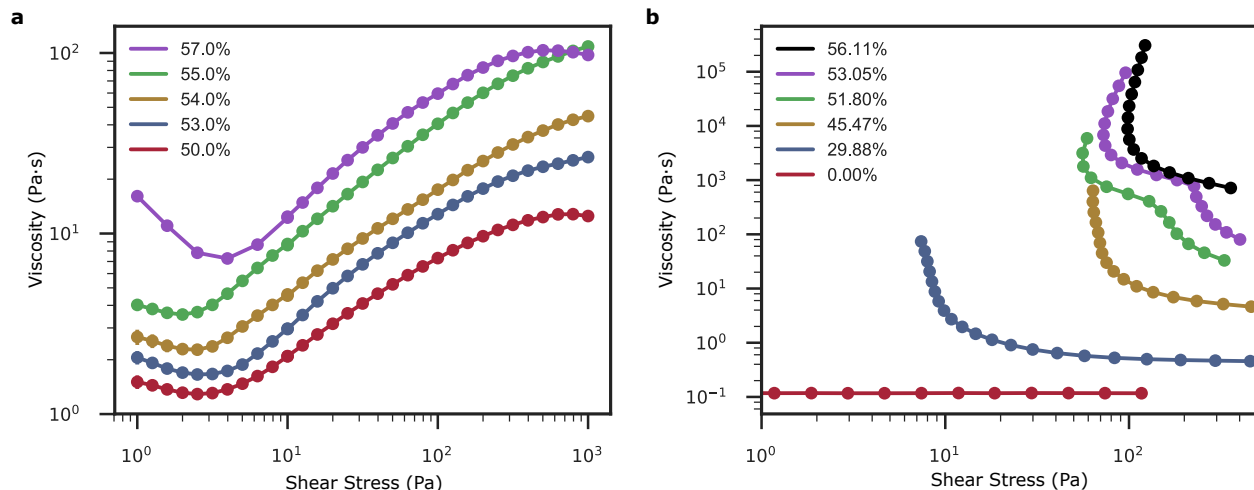 a
57.0%
55.0%
54.0%
53.0%
50.0%
Viscosity (Pa·s)
10²
10¹
10⁰
10⁰ 10¹ 10² 10³
Shear Stress (Pa)
b
56.11%
53.05%
51.80%
45.47%
29.88%
0.00%
Viscosity (Pa·s)
10⁵
10⁴
10³
10²
10¹
10⁰
10⁻¹
10⁰ 10¹ 10²
Shear Stress (Pa)